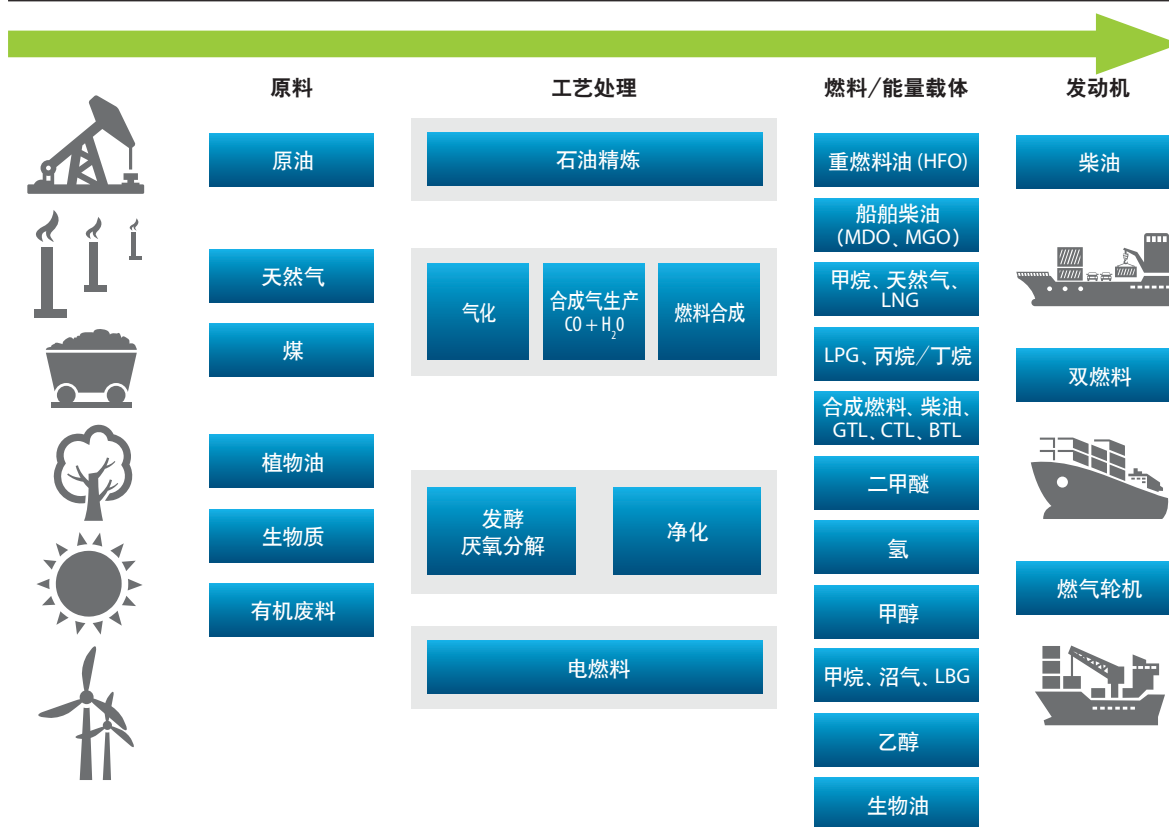 原料
工艺处理
燃料/能量载体
发动机
原油
天然气
煤
植物油
生物质
有机废料
石油精炼
气化
合成气生产
CO + H₂O
燃料合成
发酵
厌氧分解
净化
电燃料
重燃料油 (HFO)
船舶柴油
(MDO、MGO)
甲烷、天然气、
LNG
LPG、丙烷/丁烷
合成燃料、柴油、
GTL、CTL、BTL
二甲醚
氢
甲醇
甲烷、沼气、LBG
乙醇
生物油
柴油
双燃料
燃气轮机